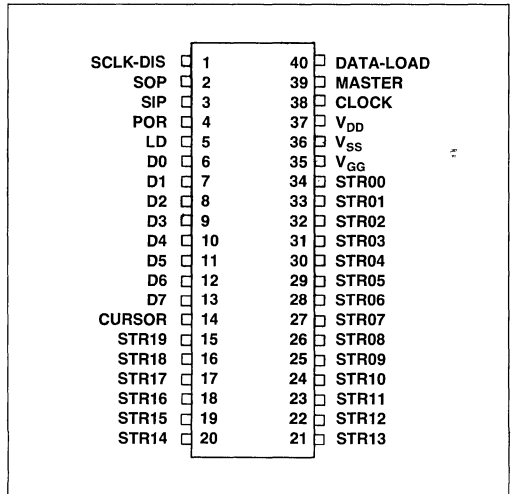 SCLK-DIS 1 40 DATA-LOAD
SOP 2 39 MASTER
SIP 3 38 CLOCK
POR 4 37 VDD
LD 5 36 VSS
D0 6 35 VGG
D1 7 34 STR00
D2 8 33 STR01
D3 9 32 STR02
D4 10 31 STR03
D5 11 30 STR04
D6 12 29 STR05
D7 13 28 STR06
CURSOR 14 27 STR07
STR19 15 26 STR08
STR18 16 25 STR09
STR17 17 24 STR10
STR16 18 23 STR11
STR15 19 22 STR12
STR14 20 21 STR13